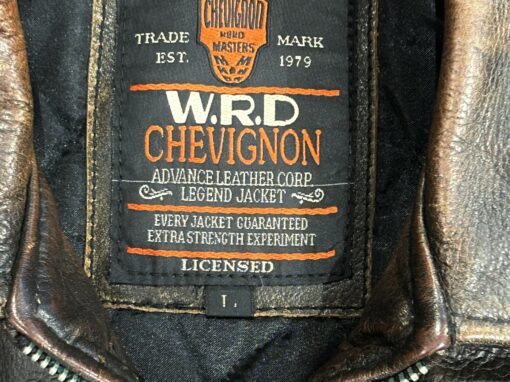 CHEVIGNON
ROAD
MASTERS
TRADE MARK
EST. 1979
W.R.D
CHEVIGNON
ADVANCE LEATHER CORP
LEGEND JACKET
EVERY JACKET GUARANTEED
EXTRA STRENGTH EXPERIMENT
LICENSED
L